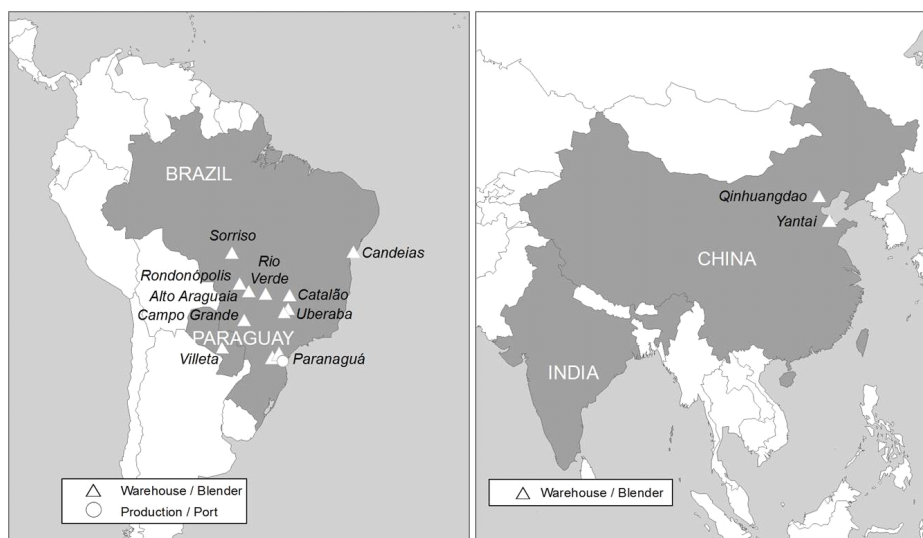 BRAZIL
Sorriso
Candeias
Rio
Verde
Rondonópolis
Alto Araguaia
Catalão
Campo Grande
Uberaba
PARAGUAY
Villeta
Paranaguá
Warehouse / Blender
Production / Port
Qinhuangdao
Yantai
CHINA
INDIA
Warehouse / Blender